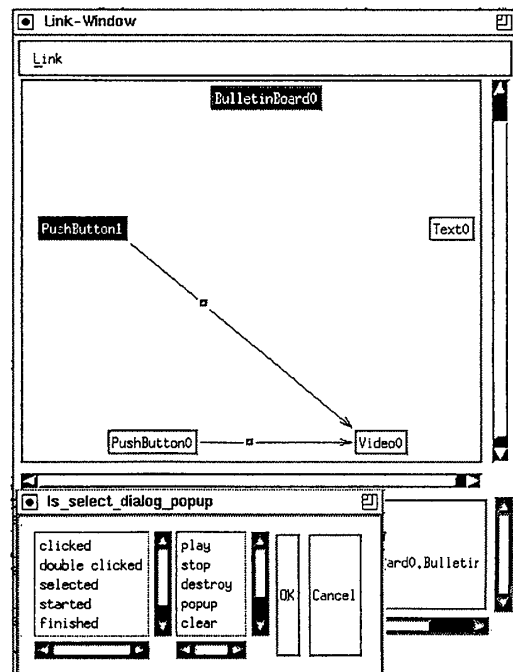 Link-Window
Link
BulletinBoard0
PushButton1
Text0
PushButton0
Video0
ls_select_dialog_popup
clicked
double clicked
selected
started
finished
play
stop
destroy
popup
clear
OK
Cancel
ard0,Bulletir